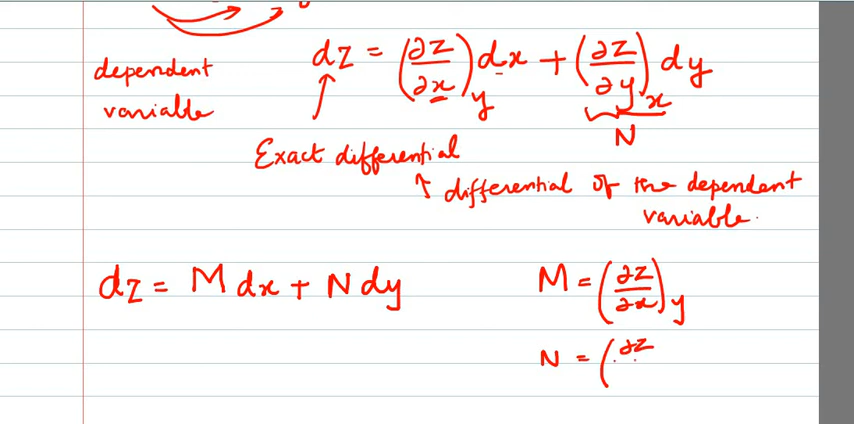 dependent variable
dz = (∂z/∂x)_y dx + (∂z/∂y)_x dy
N
Exact differential
↑ differential of the dependent
variable.
dz = M dx + N dy
M = (∂z/∂x)_y
N = (∂z